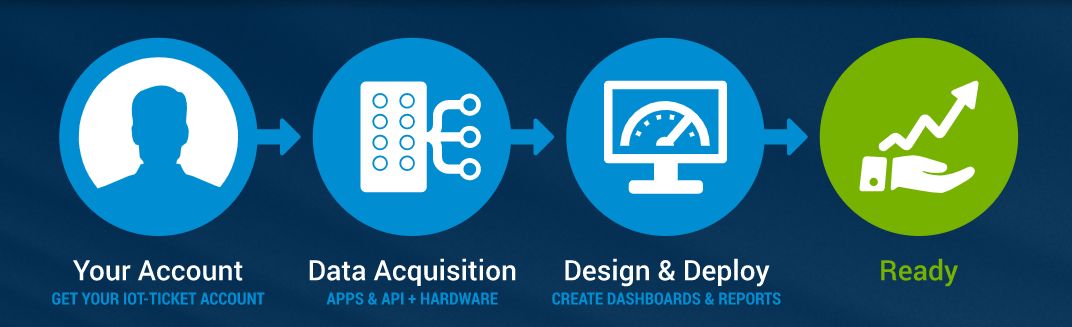 Your Account
GET YOUR IOT-TICKET ACCOUNT
Data Acquisition
APPS & API + HARDWARE
Design & Deploy
CREATE DASHBOARDS & REPORTS
Ready